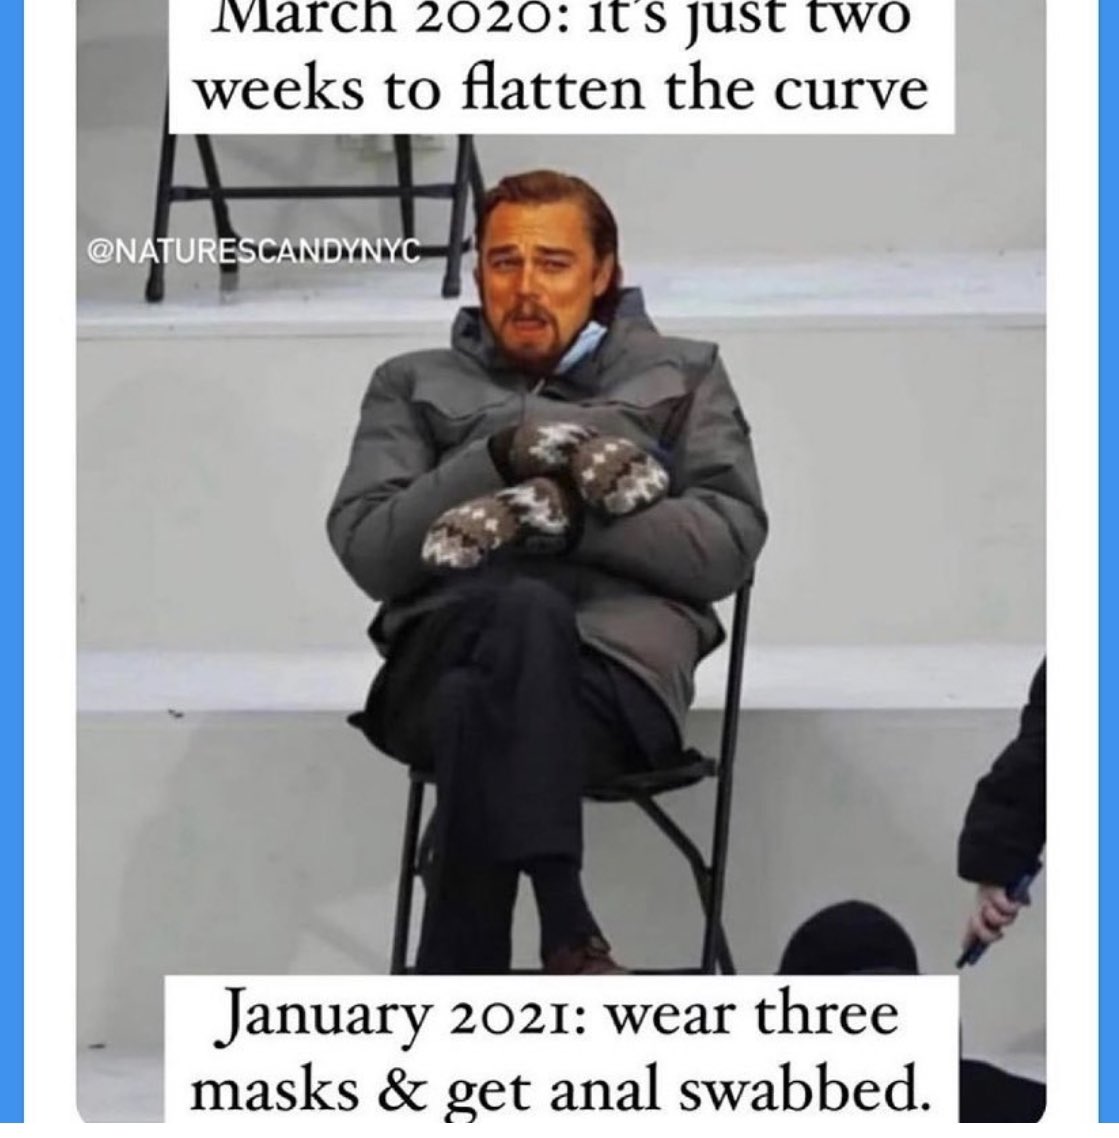 March 2020: it's just two
weeks to flatten the curve
@NATURESCANDYNYC
January 2021: wear three
masks & get anal swabbed.